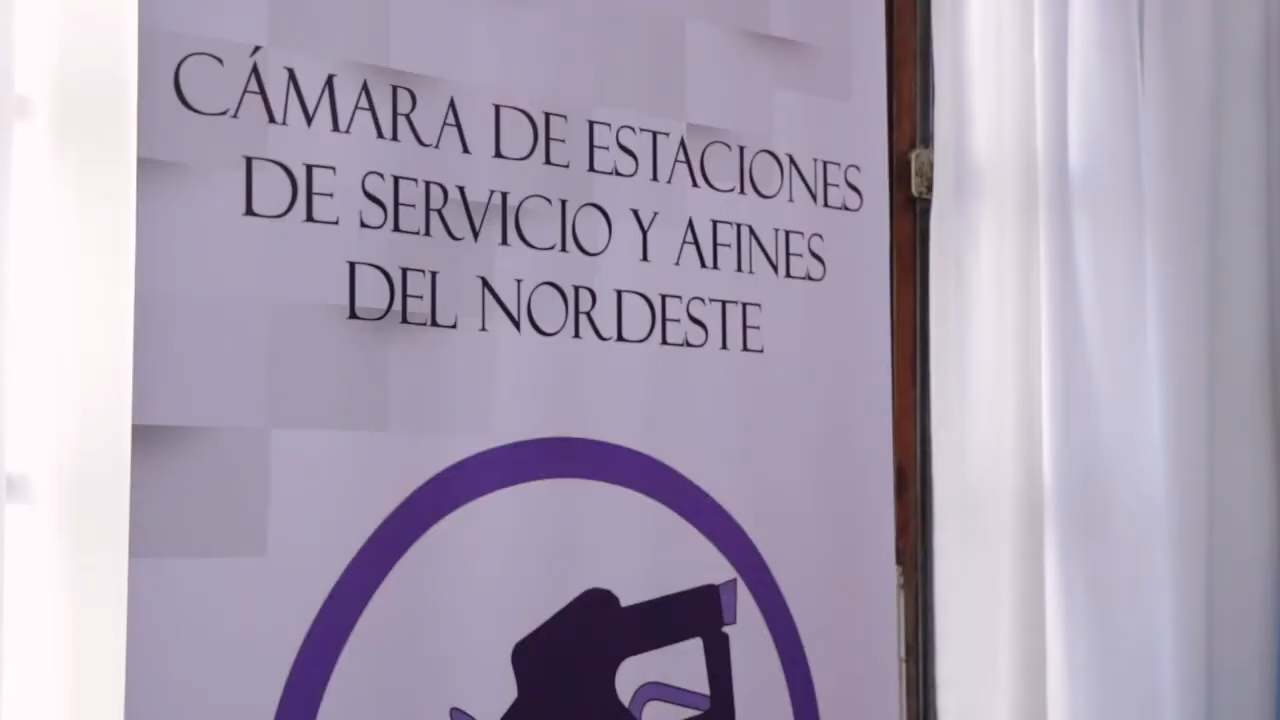 CÁMARA DE ESTACIONES
DE SERVICIO Y AFINES
DEL NORDESTE